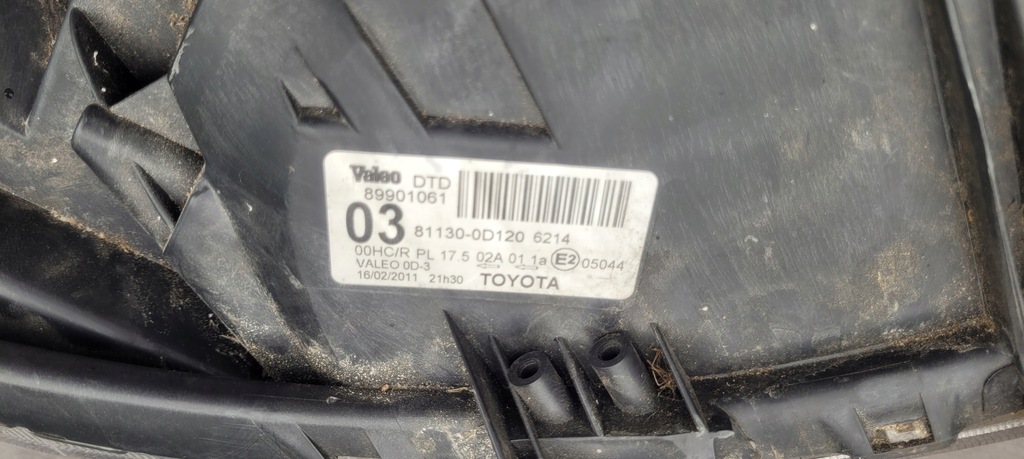 Valeo DTD
89901061
03 81130-0D120 6214
00HC/R PL 17.5 02A 01 1a E2 05044
VALEO 0D-3
16/02/2011 21h30 TOYOTA